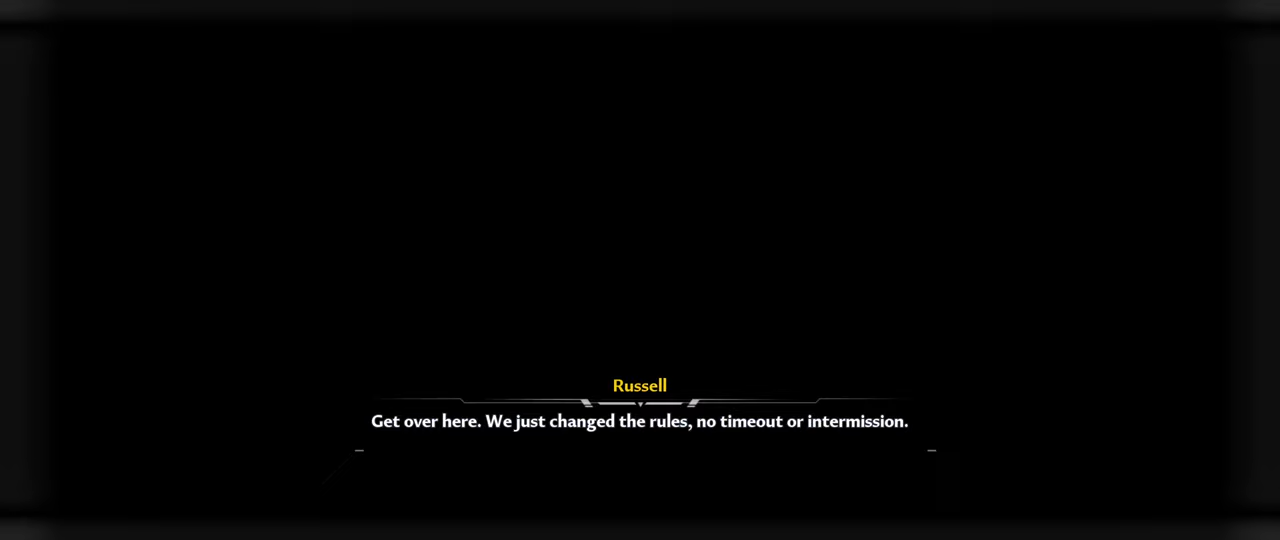 Russell
Get over here. We just changed the rules, no timeout or intermission.